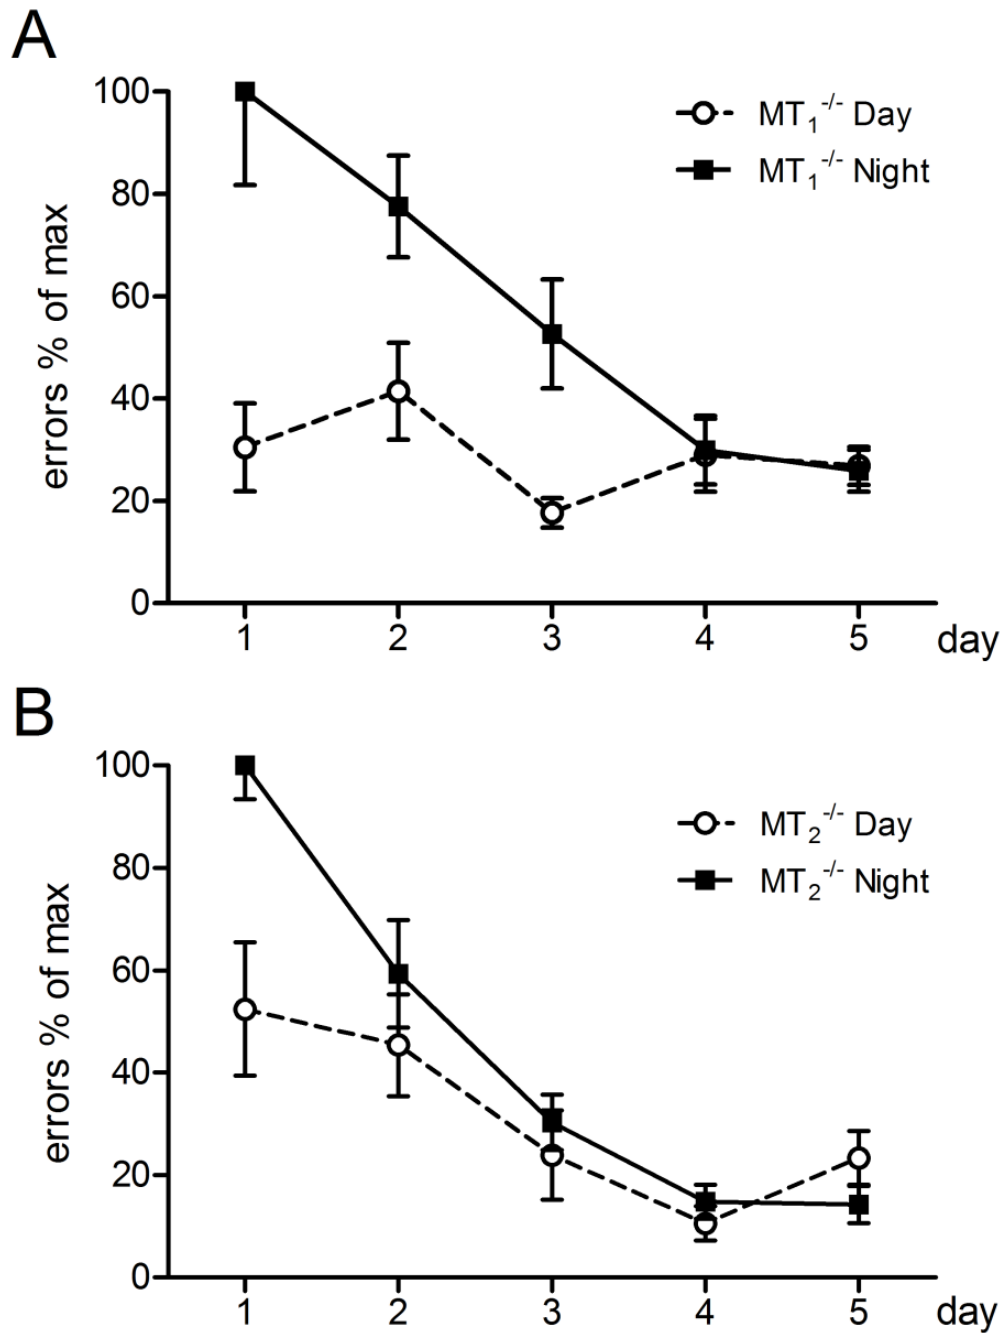 A
errors % of max
100
80
60
40
20
0
MT₁⁻/⁻ Day
MT₁⁻/⁻ Night
1 2 3 4 5 day
B
errors % of max
100
80
60
40
20
0
MT₂⁻/⁻ Day
MT₂⁻/⁻ Night
1 2 3 4 5 day